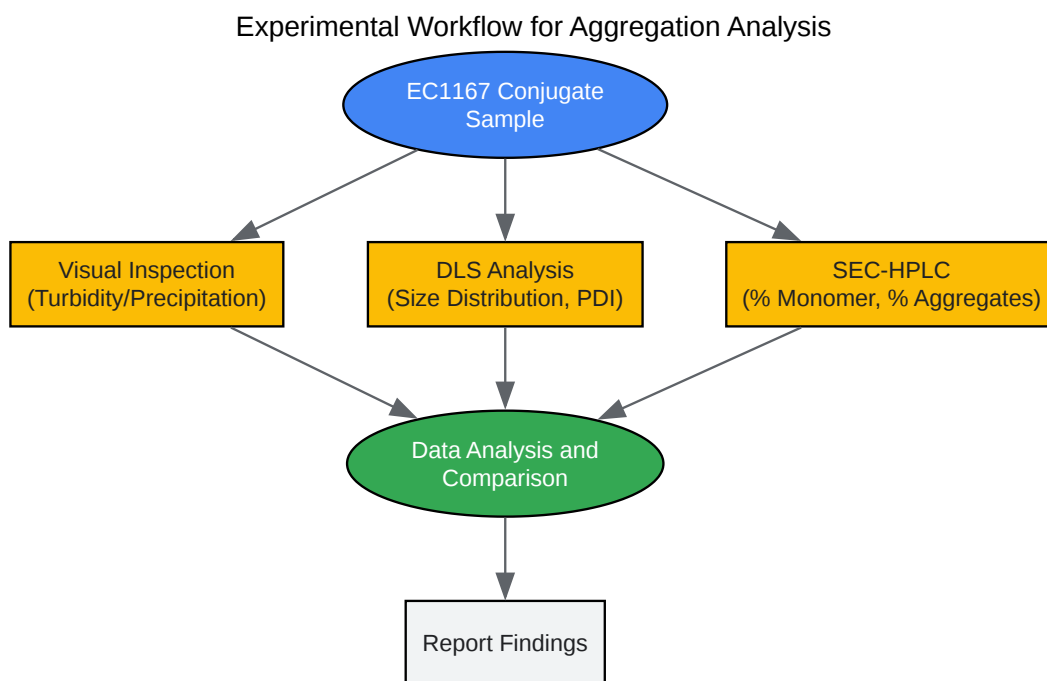 Experimental Workflow for Aggregation Analysis
EC1167 Conjugate
Sample
Visual Inspection
(Turbidity/Precipitation)
DLS Analysis
(Size Distribution, PDI)
SEC-HPLC
(% Monomer, % Aggregates)
Data Analysis and
Comparison
Report Findings